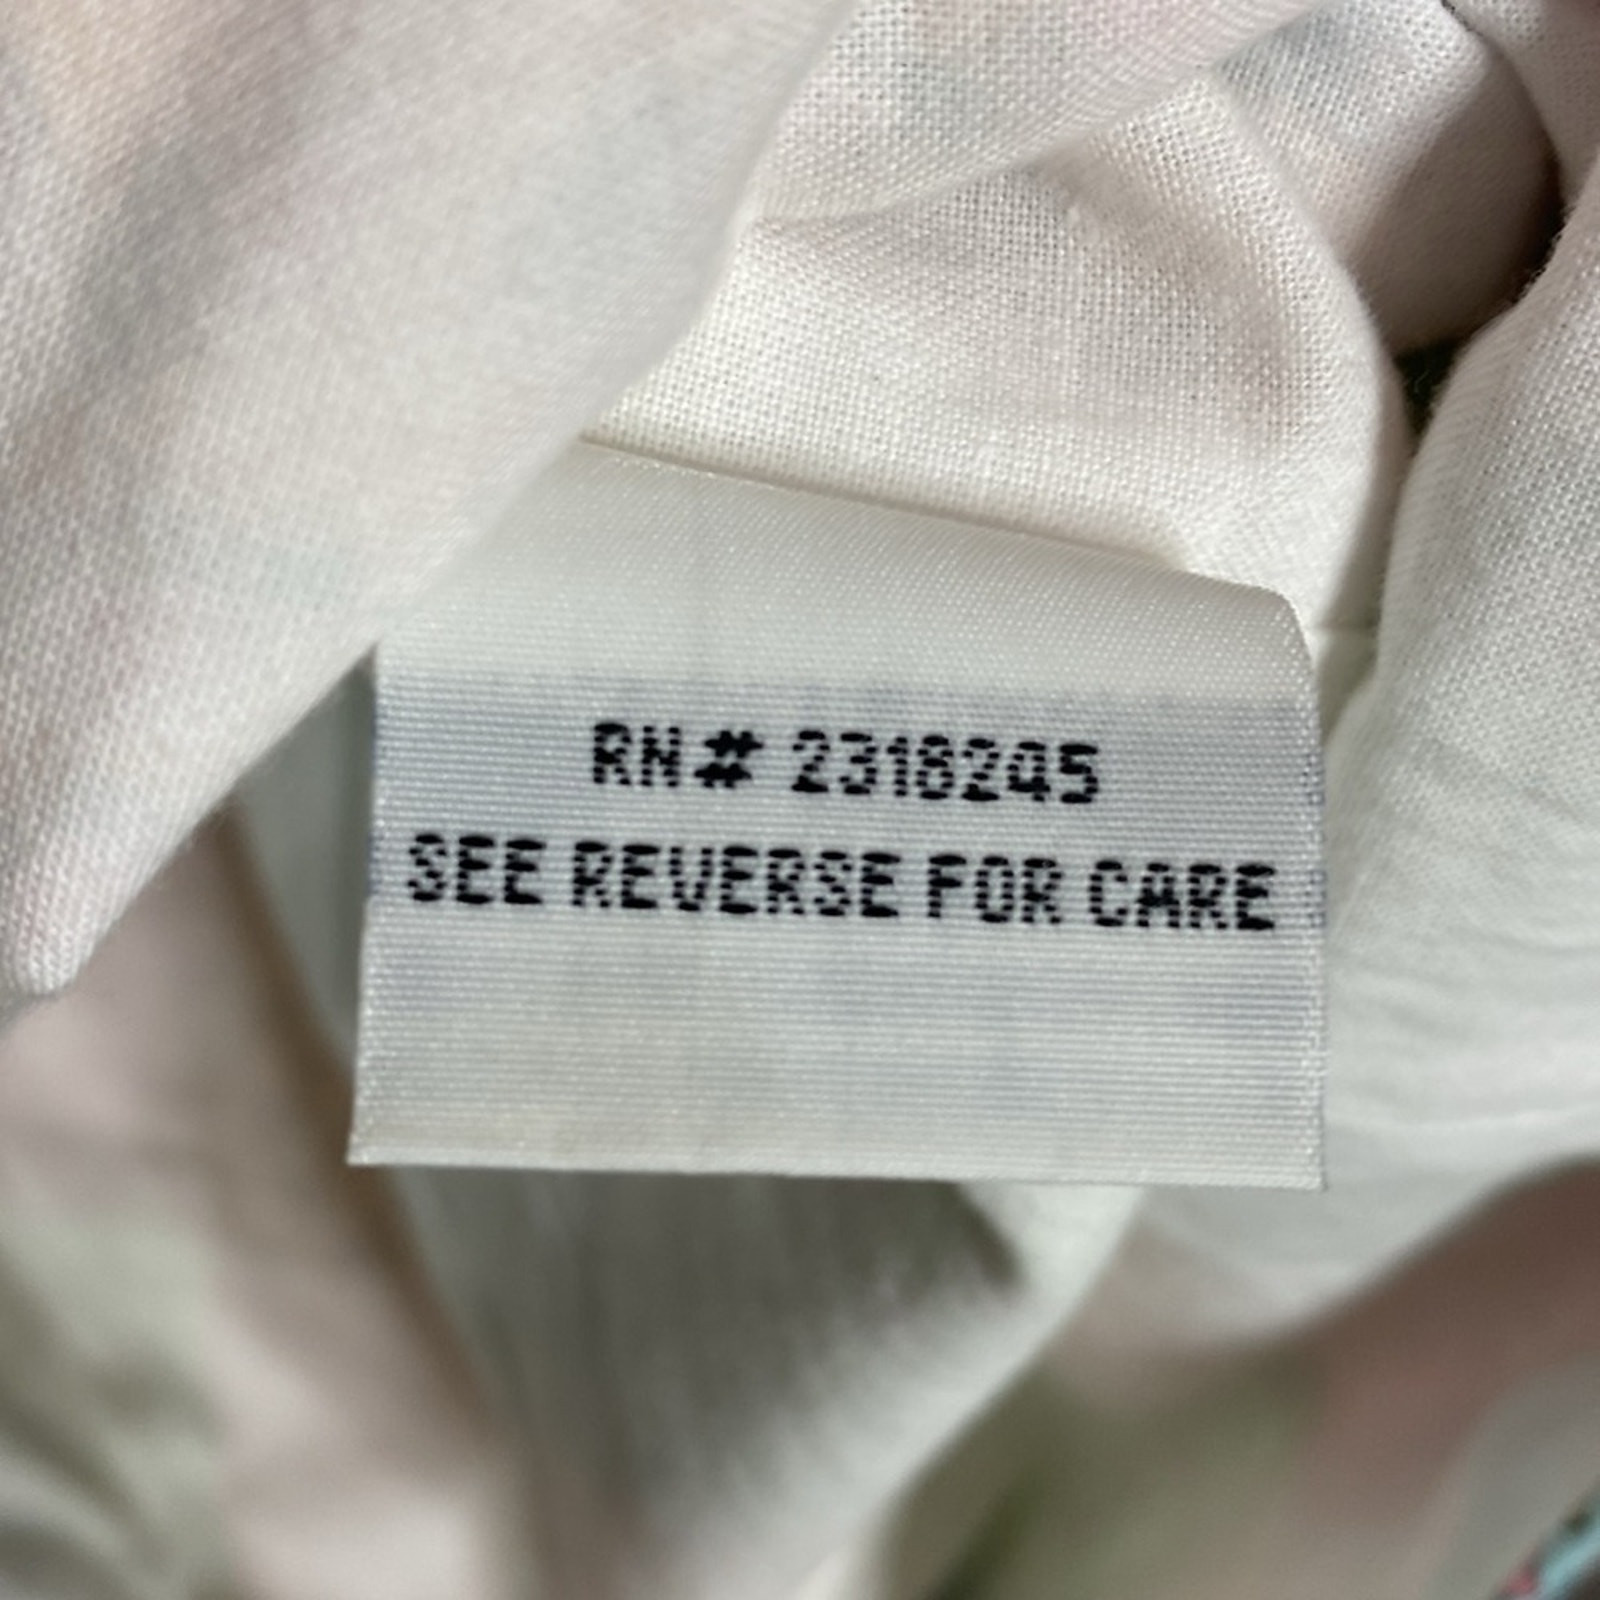 RN# 2318245
SEE REVERSE FOR CARE